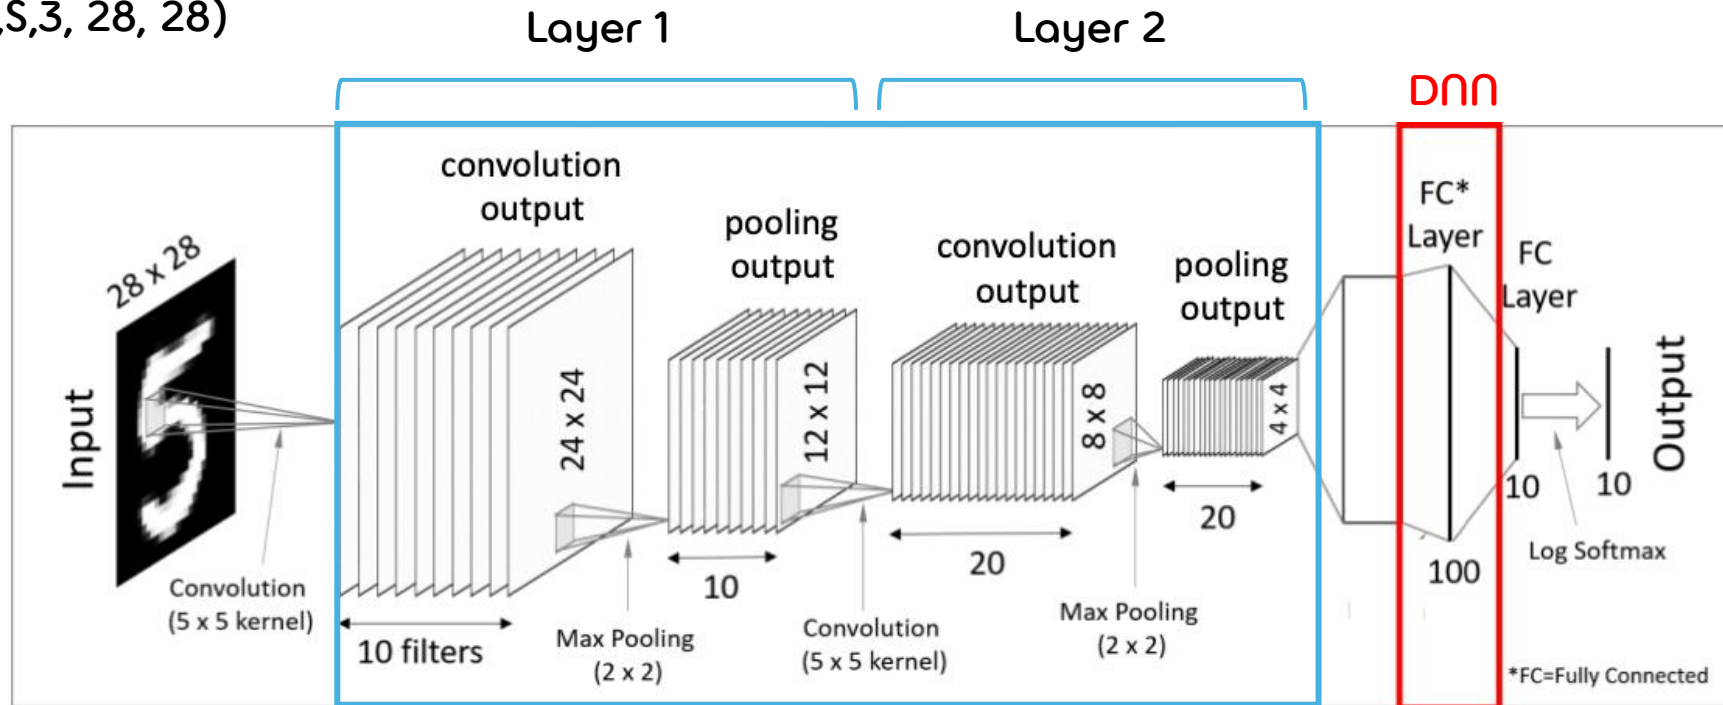 ,S,3, 28, 28)
Layer 1
Layer 2
DNN
convolution
output
pooling
output
convolution
output
pooling
output
FC*
Layer
FC
Layer
28 x 28
Input
24 x 24
12 x 12
8 x 8
4 x 4
Output
Convolution
(5 x 5 kernel)
10 filters
Max Pooling
(2 x 2)
10
Convolution
(5 x 5 kernel)
20
Max Pooling
(2 x 2)
20
100
10
10
Log Softmax
*FC=Fully Connected